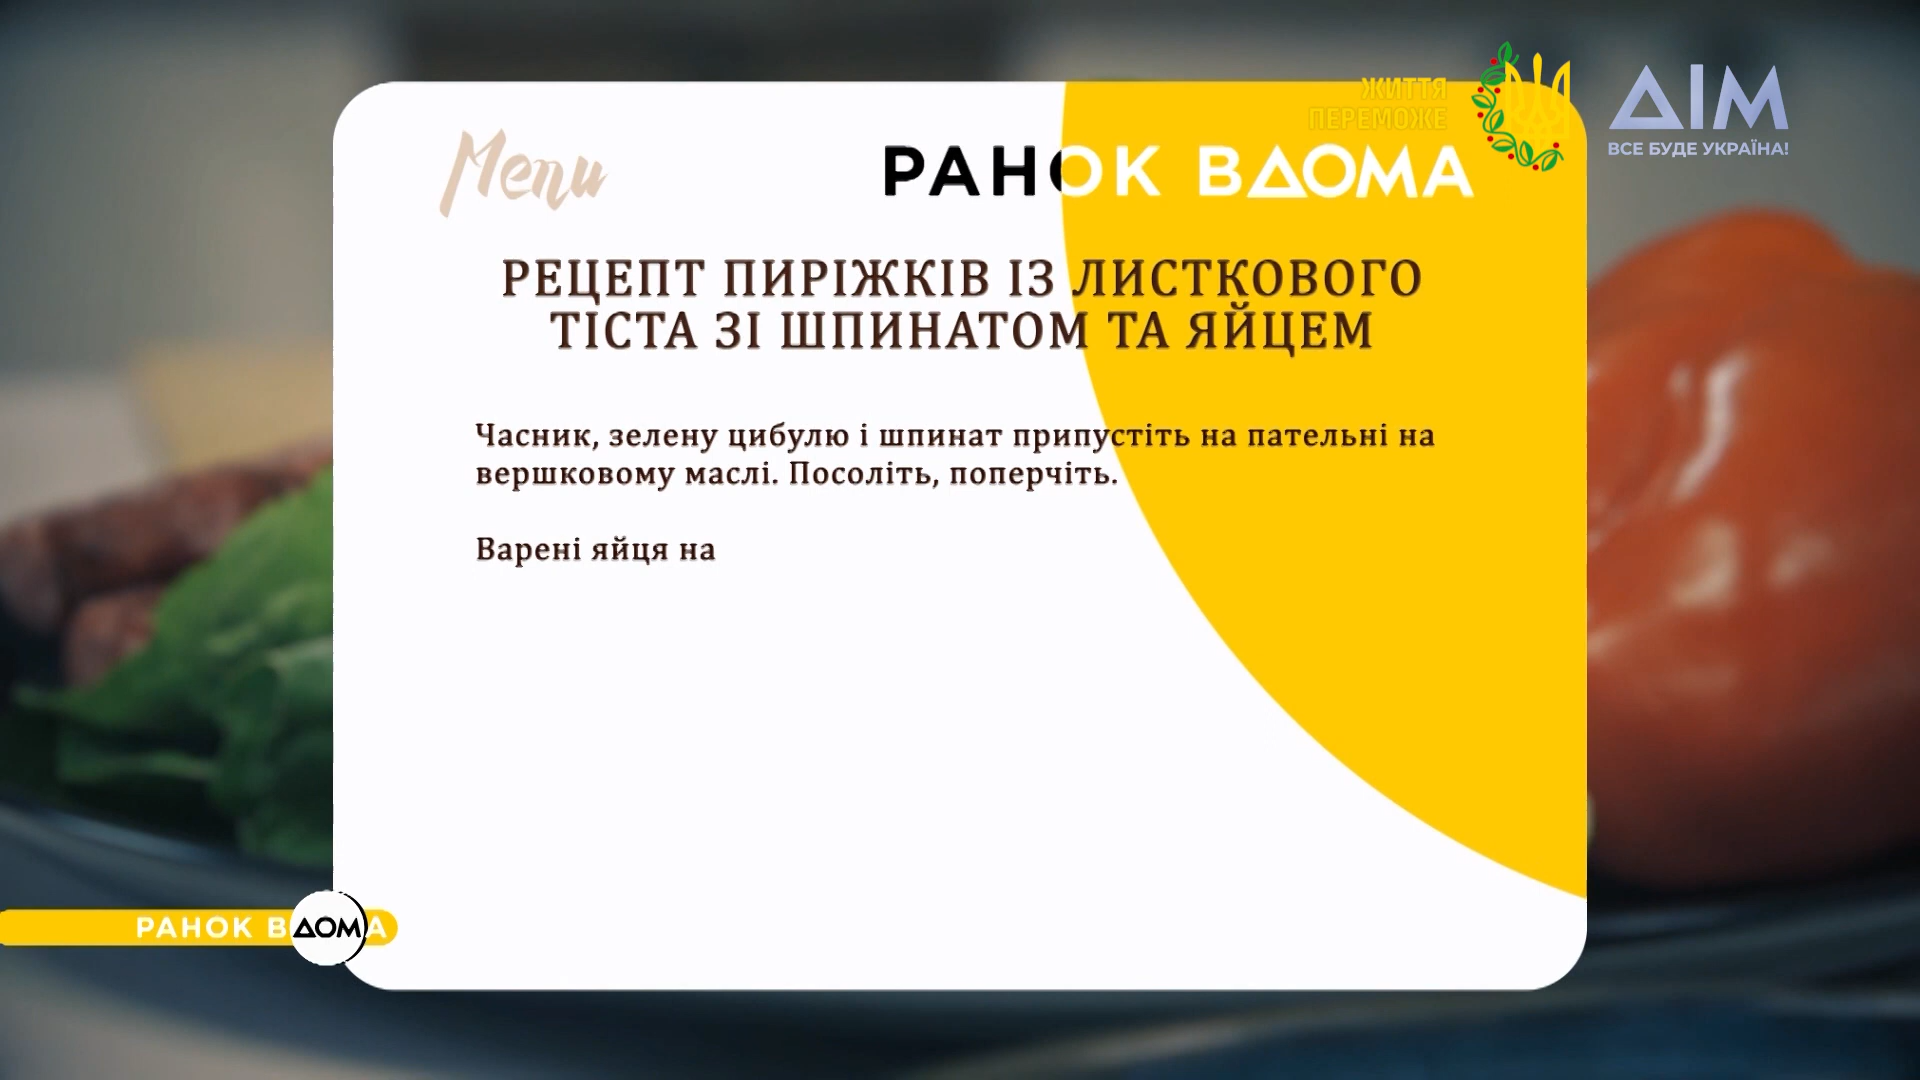 ЖИТТЯ
ПЕРЕМОЖЕ
ДІМ
ВСЕ БУДЕ УКРАЇНА!
Menu
РАНОК ВДОМА
РЕЦЕПТ ПИРІЖКІВ ІЗ ЛИСТКОВОГО
ТІСТА ЗІ ШПИНАТОМ ТА ЯЙЦЕМ
Часник, зелену цибулю і шпинат припустіть на пательні на
вершковому маслі. Посоліть, поперчіть.
Варені яйця на
РАНОК ВДОМА